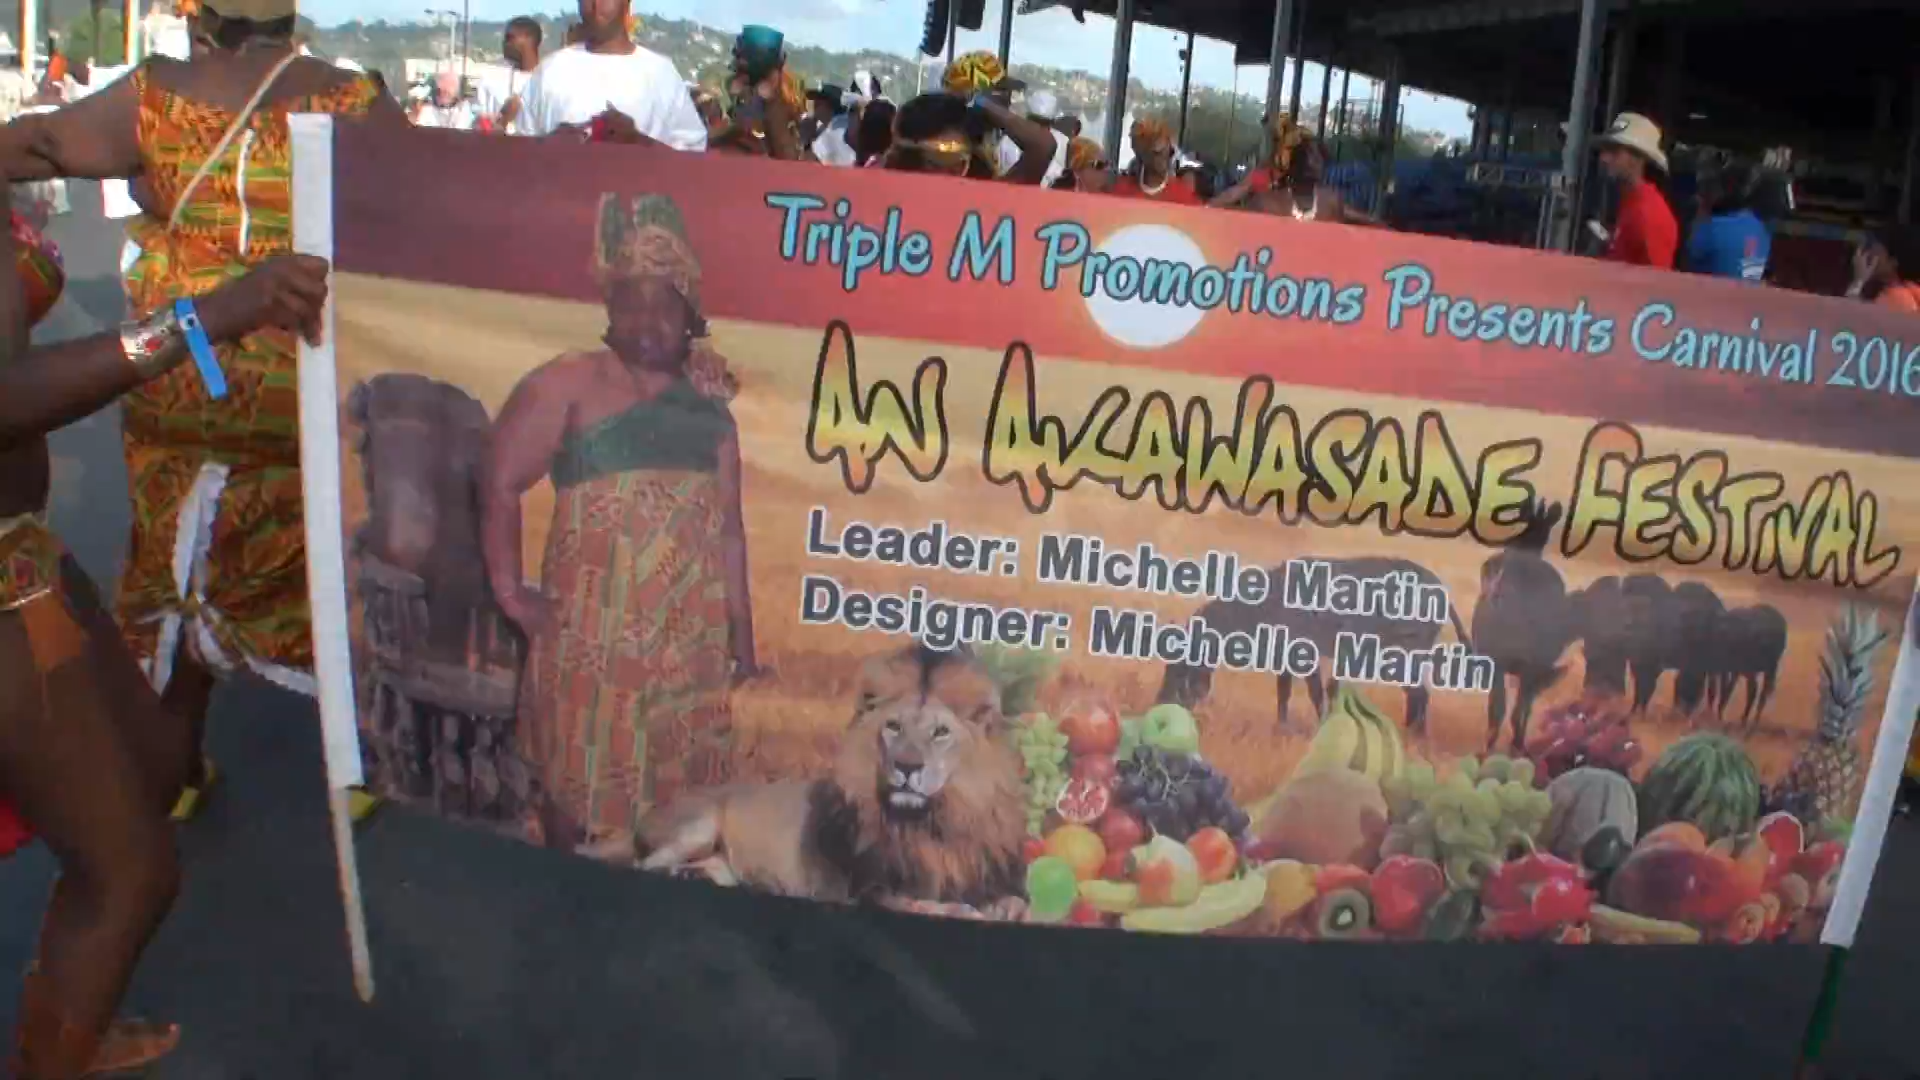 Triple M Promotions Presents Carnival 2016
AN AKAWASADE FESTIVAL
Leader: Michelle Martin
Designer: Michelle Martin